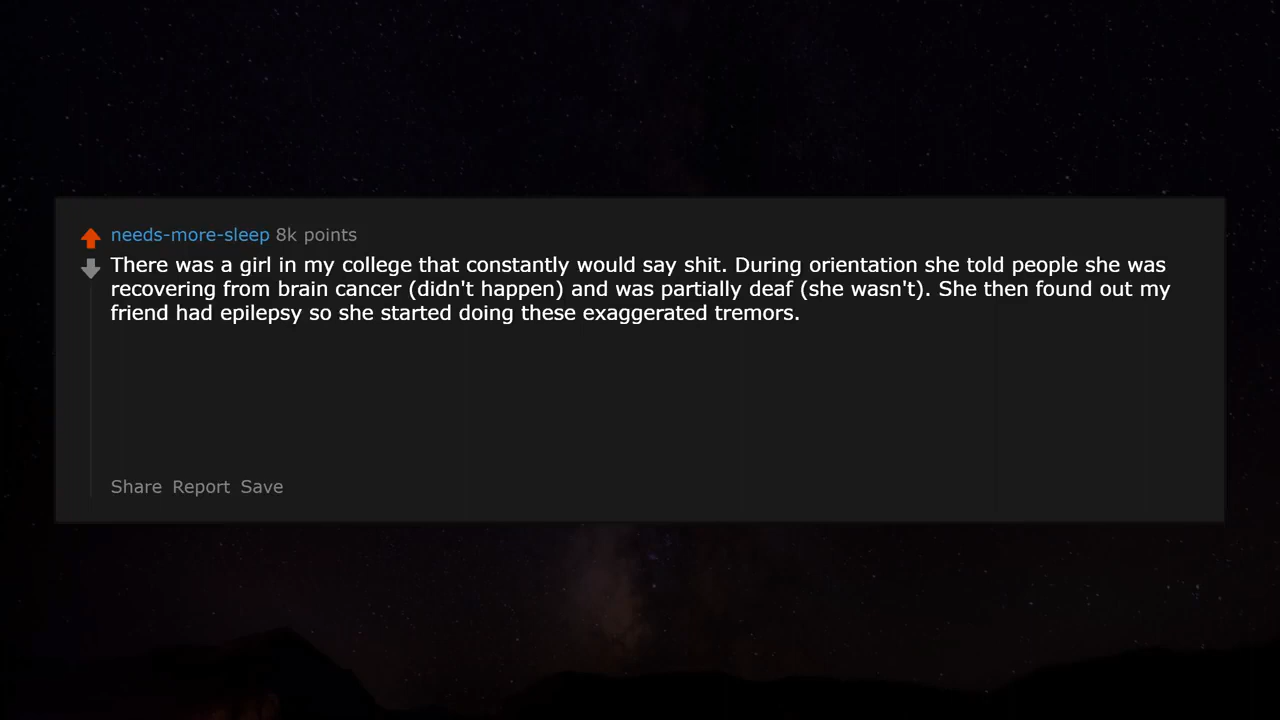 needs-more-sleep 8k points
There was a girl in my college that constantly would say shit. During orientation she told people she was
recovering from brain cancer (didn't happen) and was partially deaf (she wasn't). She then found out my
friend had epilepsy so she started doing these exaggerated tremors.
Share Report Save